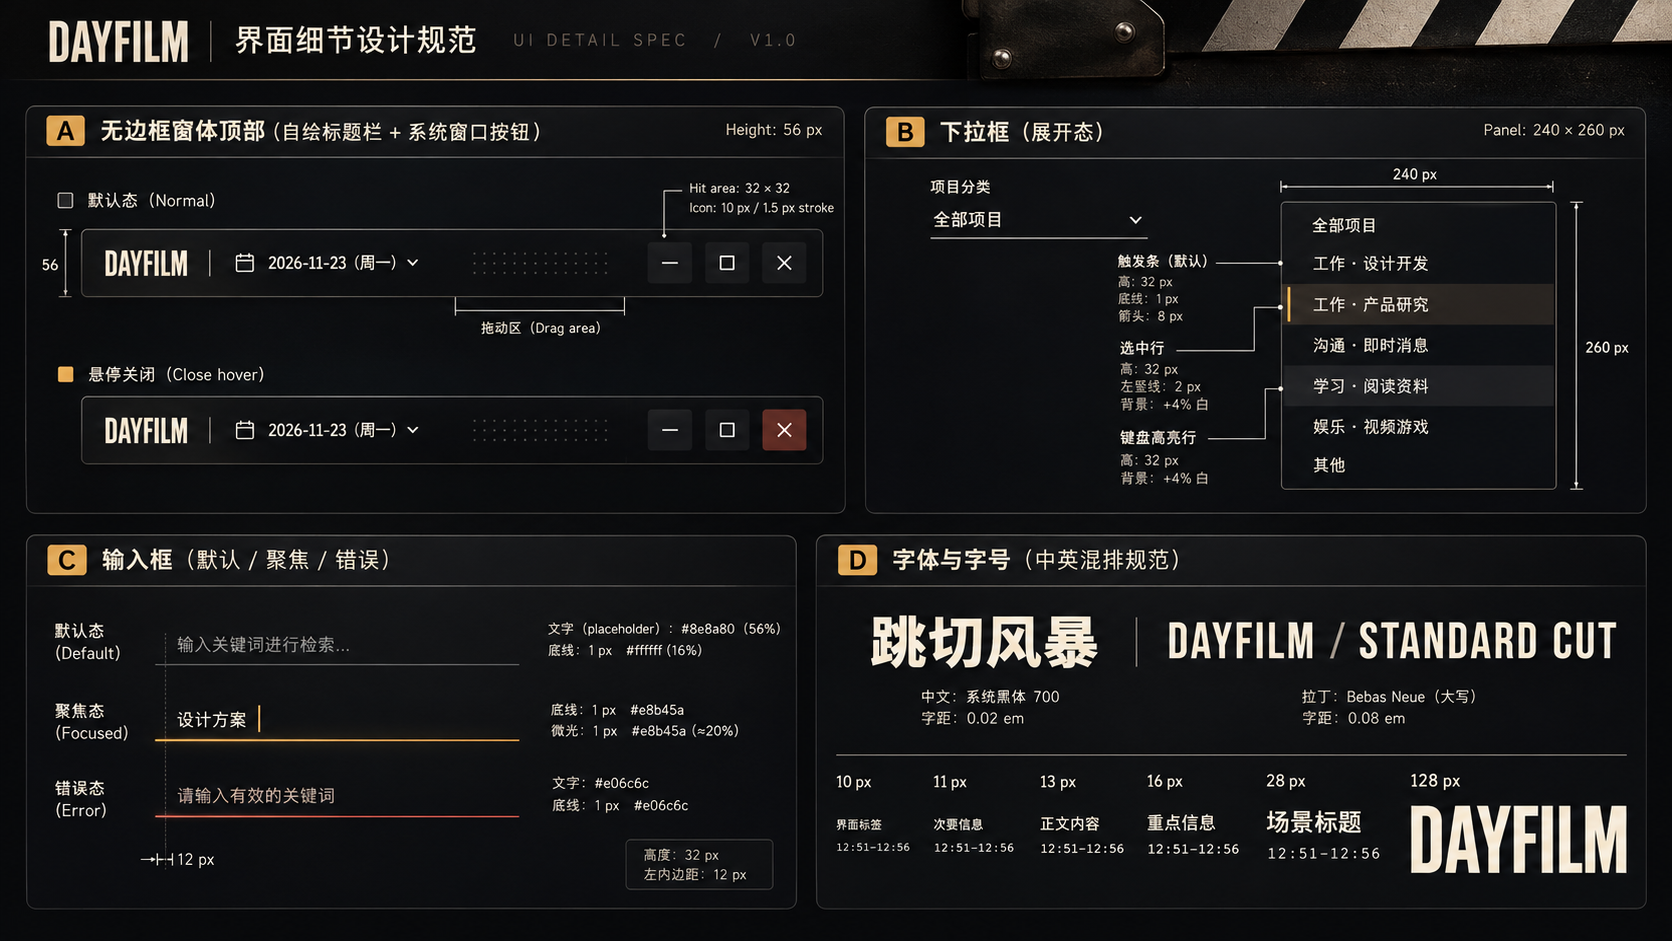 DAYFILM
界面细节设计规范
UI DETAIL SPEC / V1.0
A 无边框窗体顶部（自绘标题栏 + 系统窗口按钮）
Height: 56 px
默认态（Normal）
Hit area: 32 × 32
Icon: 10 px / 1.5 px stroke
56
DAYFILM
2026-11-23（周一）
拖动区（Drag area）
悬停关闭（Close hover）
DAYFILM
2026-11-23（周一）
B 下拉框（展开态）
Panel: 240 × 260 px
项目分类
全部项目
触发条（默认）
高：32 px
底线：1 px
箭头：8 px
选中行
高：32 px
左竖线：2 px
背景：+4% 白
键盘高亮行
高：32 px
背景：+4% 白
240 px
全部项目
工作 · 设计开发
工作 · 产品研究
沟通 · 即时消息
学习 · 阅读资料
娱乐 · 视频游戏
其他
260 px
C 输入框（默认 / 聚焦 / 错误）
默认态
(Default)
输入关键词进行检索...
文字（placeholder）：#8e8a80（56%）
底线：1 px #ffffff (16%)
聚焦态
(Focused)
设计方案
底线：1 px #e8b45a
微光：1 px #e8b45a (≈20%)
错误态
(Error)
请输入有效的关键词
文字：#e06c6c
底线：1 px #e06c6c
12 px
高度：32 px
左内边距：12 px
D 字体与字号（中英混排规范）
跳切风暴
DAYFILM / STANDARD CUT
中文：系统黑体 700
字距：0.02 em
拉丁：Bebas Neue（大写）
字距：0.08 em
10 px
界面标签
12:51–12:56
11 px
次要信息
12:51–12:56
13 px
正文内容
12:51–12:56
16 px
重点信息
12:51–12:56
28 px
场景标题
12:51–12:56
128 px
DAYFILM